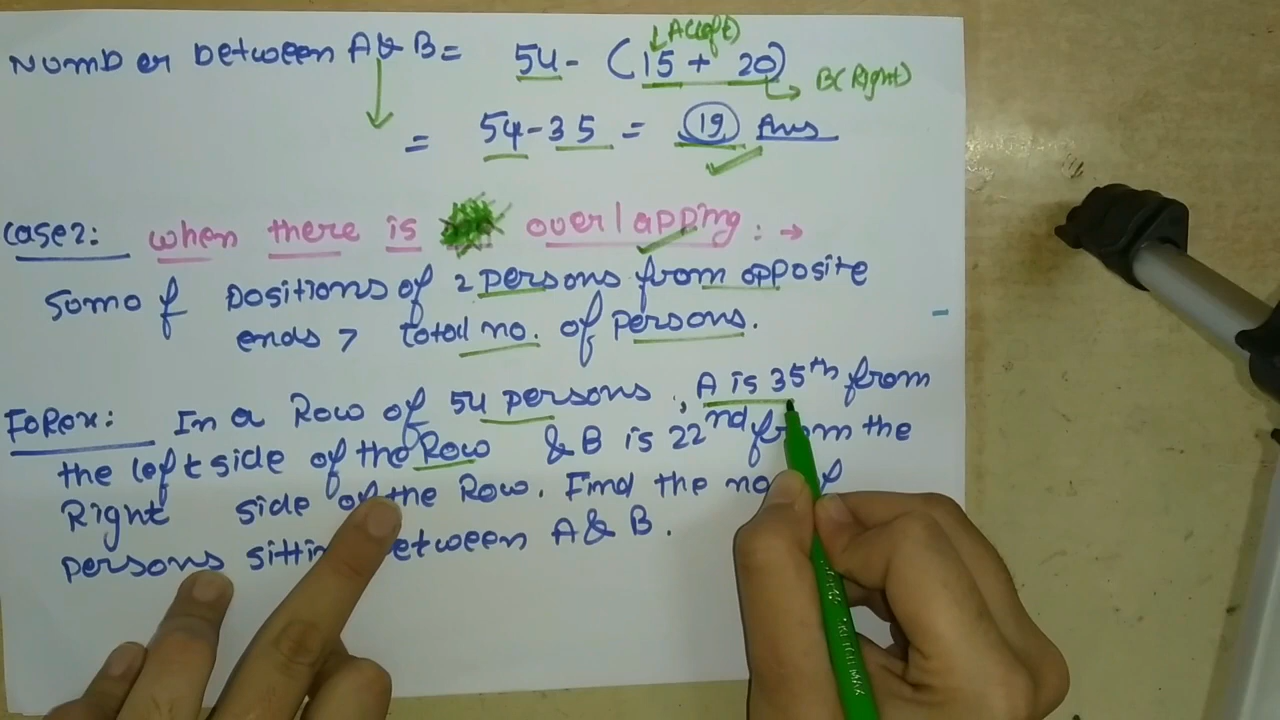 Number between A & B = 54 - (15 + 20)
A(left)
B(Right)
= 54-35 = 19 Ans
Case2: when there is overlapping : →
Som of Positions of 2 persons from opposite
ends > total no. of persons.
Forex: In a Row of 54 persons, A is 35th from
the left side of the Row & B is 22nd from the
Right side of the Row. Find the no of
persons sitting between A & B.